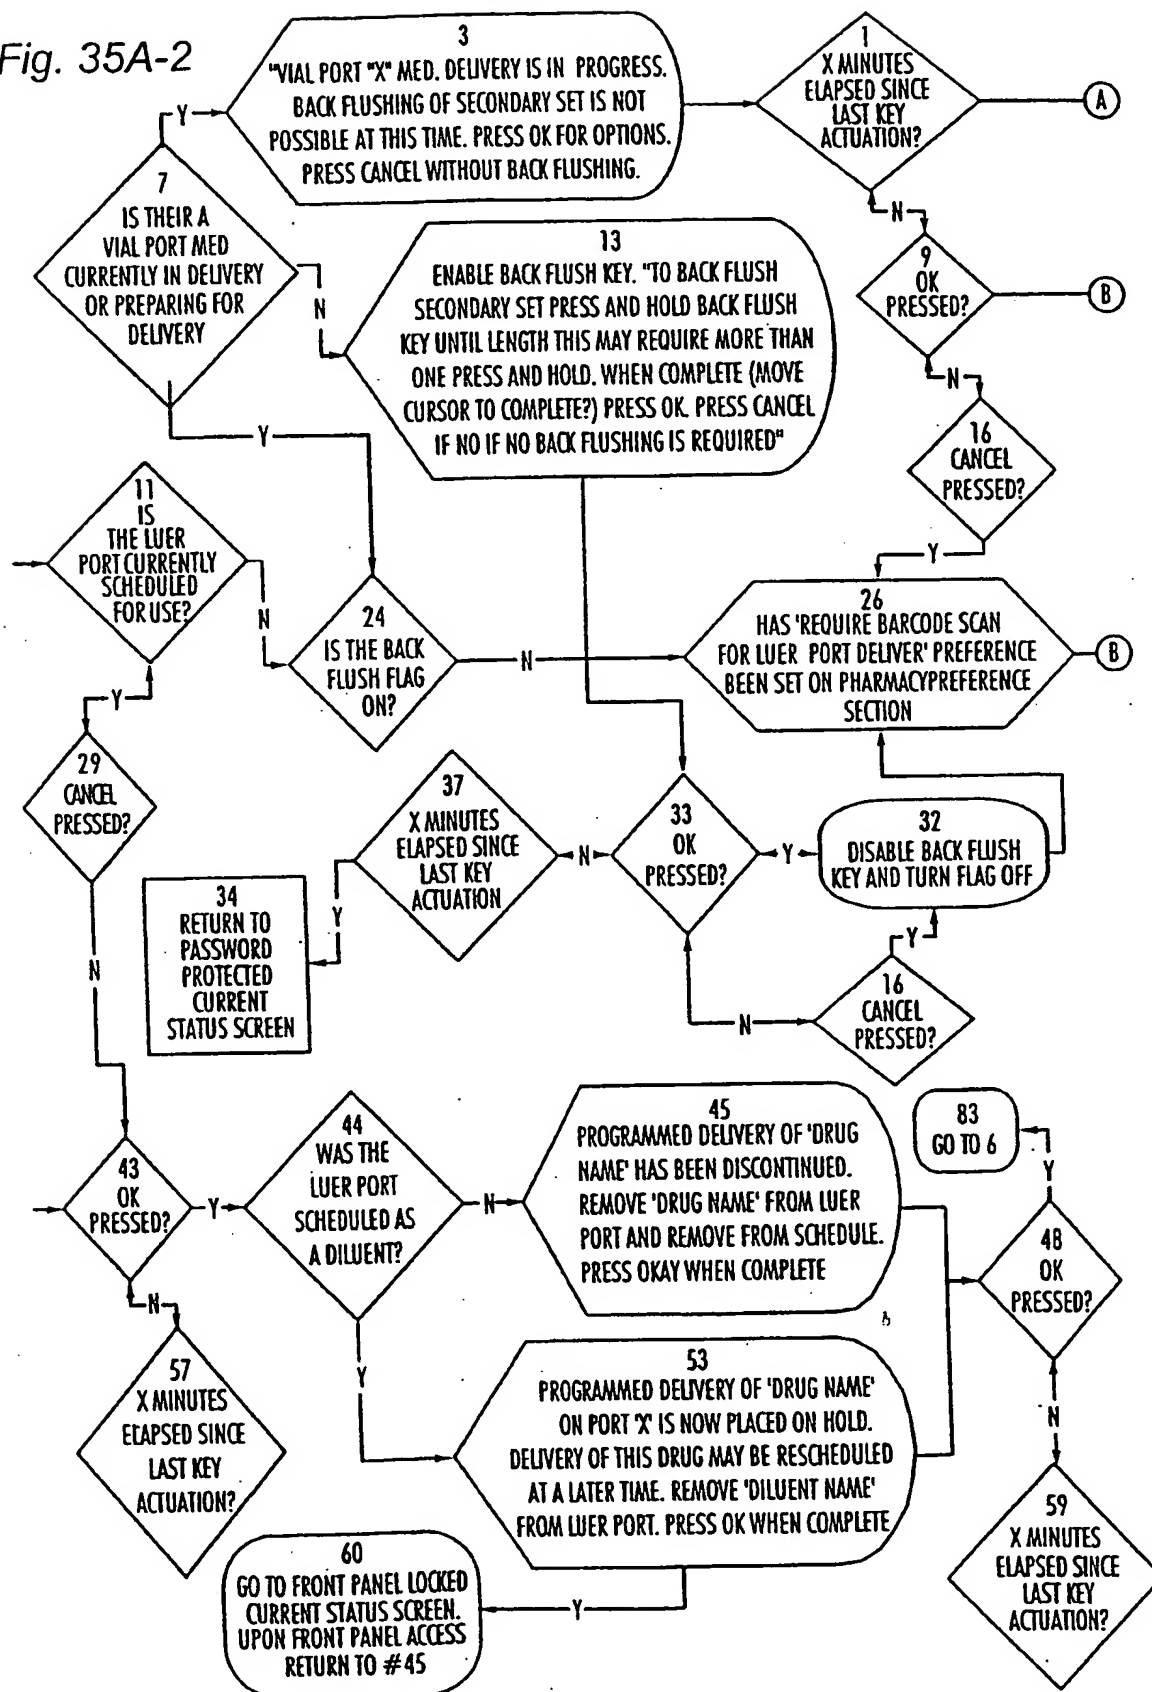 Fig. 35A-2
3
"VIAL PORT "X" MED. DELIVERY IS IN PROGRESS.
BACK FLUSHING OF SECONDARY SET IS NOT
POSSIBLE AT THIS TIME. PRESS OK FOR OPTIONS.
PRESS CANCEL WITHOUT BACK FLUSHING.
1
X MINUTES
ELAPSED SINCE
LAST KEY
ACTUATION?
A
Y
7
IS THEIR A
VIAL PORT MED
CURRENTLY IN DELIVERY
OR PREPARING FOR
DELIVERY
N
N
13
ENABLE BACK FLUSH KEY. "TO BACK FLUSH
SECONDARY SET PRESS AND HOLD BACK FLUSH
KEY UNTIL LENGTH THIS MAY REQUIRE MORE THAN
ONE PRESS AND HOLD. WHEN COMPLETE (MOVE
CURSOR TO COMPLETE?) PRESS OK. PRESS CANCEL
IF NO IF NO BACK FLUSHING IS REQUIRED"
9
OK
PRESSED?
B
N
Y
16
CANCEL
PRESSED?
Y
11
IS
THE LUER
PORT CURRENTLY
SCHEDULED
FOR USE?
N
24
IS THE BACK
FLUSH FLAG
ON?
N
26
HAS 'REQUIRE BARCODE SCAN
FOR LUER PORT DELIVER' PREFERENCE
BEEN SET ON PHARMACYPREFERENCE
SECTION
B
Y
29
CANCEL
PRESSED?
37
X MINUTES
ELAPSED SINCE
LAST KEY
ACTUATION
N
33
OK
PRESSED?
Y
32
DISABLE BACK FLUSH
KEY AND TURN FLAG OFF
34
RETURN TO
PASSWORD
PROTECTED
CURRENT
STATUS SCREEN
Y
Y
N
16
CANCEL
PRESSED?
N
43
OK
PRESSED?
Y
44
WAS THE
LUER PORT
SCHEDULED AS
A DILUENT?
N
45
PROGRAMMED DELIVERY OF 'DRUG
NAME' HAS BEEN DISCONTINUED.
REMOVE 'DRUG NAME' FROM LUER
PORT AND REMOVE FROM SCHEDULE.
PRESS OKAY WHEN COMPLETE
83
GO TO 6
Y
48
OK
PRESSED?
N
57
X MINUTES
ELAPSED SINCE
LAST KEY
ACTUATION?
Y
53
PROGRAMMED DELIVERY OF 'DRUG NAME'
ON PORT 'X' IS NOW PLACED ON HOLD.
DELIVERY OF THIS DRUG MAY BE RESCHEDULED
AT A LATER TIME. REMOVE 'DILUENT NAME'
FROM LUER PORT. PRESS OK WHEN COMPLETE
N
59
X MINUTES
ELAPSED SINCE
LAST KEY
ACTUATION?
60
GO TO FRONT PANEL LOCKED
CURRENT STATUS SCREEN.
UPON FRONT PANEL ACCESS
RETURN TO #45
Y